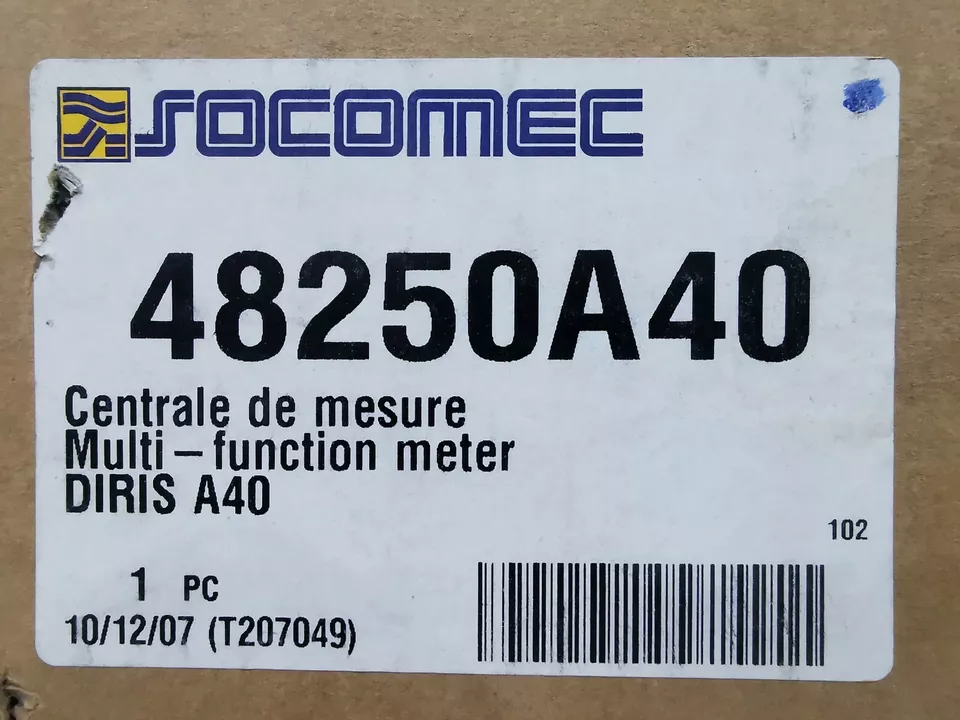 SOCOMEC
48250A40
Centrale de mesure
Multi-function meter
DIRIS A40
102
1 PC
10/12/07 (T207049)